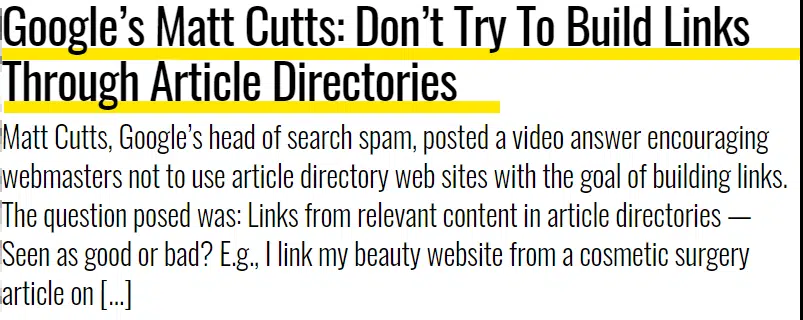 Google’s Matt Cutts: Don’t Try To Build Links
Through Article Directories
Matt Cutts, Google’s head of search spam, posted a video answer encouraging
webmasters not to use article directory web sites with the goal of building links.
The question posed was: Links from relevant content in article directories —
Seen as good or bad? E.g., I link my beauty website from a cosmetic surgery
article on [...]